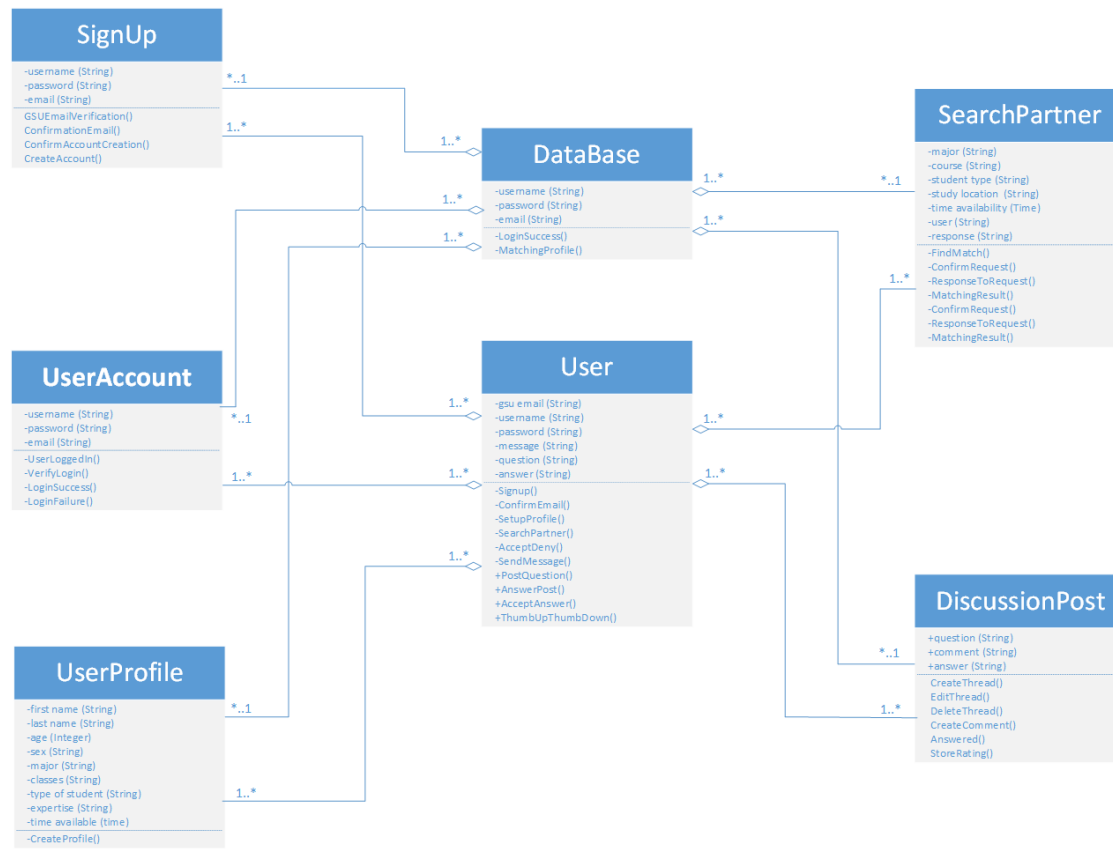 SignUp
-username (String)
-password (String)
-email (String)
GSUEmailVerification()
ConfirmationEmail()
ConfirmAccountCreation()
CreateAccount()
*..1
1..*
1..*
DataBase
-username (String)
-password (String)
-email (String)
-LoginSuccess()
-MatchingProfile()
1..*
1..*
1..*
1..*
*..1
SearchPartner
-major (String)
-course (String)
-student type (String)
-study location (String)
-time availability (Time)
-user (String)
-response (String)
-FindMatch()
-ConfirmRequest()
-ResponseToRequest()
-MatchingResult()
-ConfirmRequest()
-ResponseToRequest()
-MatchingResult()
1..*
UserAccount
-username (String)
-password (String)
-email (String)
-UserLoggedIn()
-VerifyLogin()
-LoginSuccess()
-LoginFailure()
*..1
1..*
1..*
1..*
1..*
User
-gsu email (String)
-username (String)
-password (String)
-message (String)
-question (String)
-answer (String)
-Signup()
-ConfirmEmail()
-SetupProfile()
-SearchPartner()
-AcceptDeny()
-SendMessage()
+PostQuestion()
+AnswerPost()
+AcceptAnswer()
+ThumbUpThumbDown()
1..*
1..*
DiscussionPost
+question (String)
+comment (String)
+answer (String)
CreateThread()
EditThread()
DeleteThread()
CreateComment()
Answered()
StoreRating()
*..1
1..*
UserProfile
-first name (String)
-last name (String)
-age (Integer)
-sex (String)
-major (String)
-classes (String)
-type of student (String)
-expertise (String)
-time available (time)
-CreateProfile()
*..1
1..*